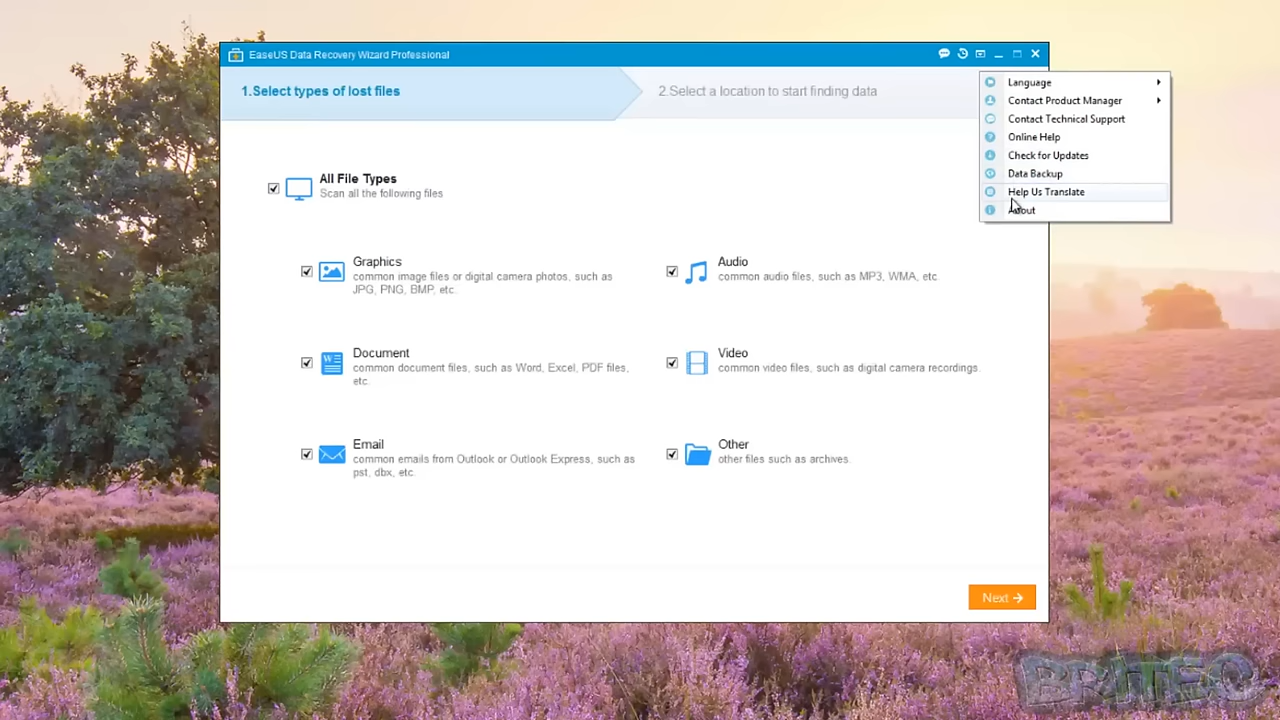 EaseUS Data Recovery Wizard Professional
1.Select types of lost files
2.Select a location to start finding data
Language
Contact Product Manager
Contact Technical Support
Online Help
Check for Updates
Data Backup
Help Us Translate
About
All File Types
Scan all the following files
Graphics
common image files or digital camera photos, such as
JPG, PNG, BMP, etc.
Audio
common audio files, such as MP3, WMA, etc.
Document
common document files, such as Word, Excel, PDF files,
etc.
Video
common video files, such as digital camera recordings.
Email
common emails from Outlook or Outlook Express, such as
pst, dbx, etc.
Other
other files such as archives.
Next
BRITEC